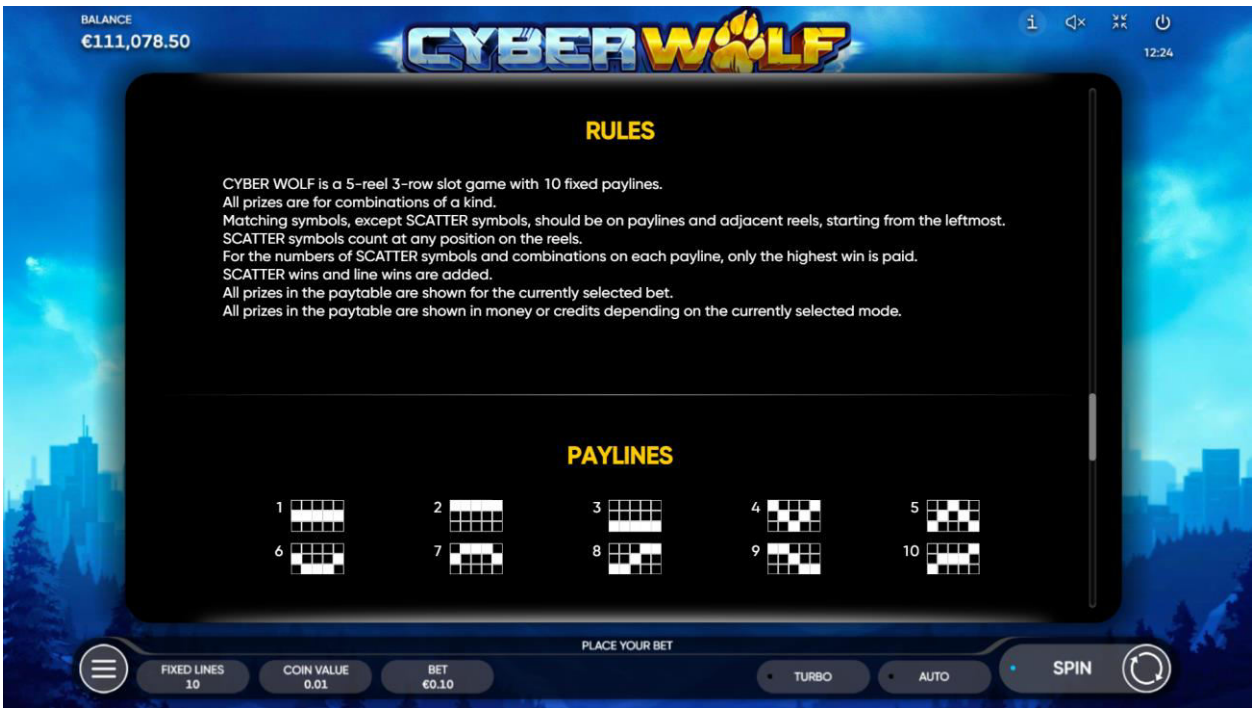 BALANCE
€111,078.50
CYBER WOLF
i
12:24
RULES
CYBER WOLF is a 5-reel 3-row slot game with 10 fixed paylines.
All prizes are for combinations of a kind.
Matching symbols, except SCATTER symbols, should be on paylines and adjacent reels, starting from the leftmost.
SCATTER symbols count at any position on the reels.
For the numbers of SCATTER symbols and combinations on each payline, only the highest win is paid.
SCATTER wins and line wins are added.
All prizes in the paytable are shown for the currently selected bet.
All prizes in the paytable are shown in money or credits depending on the currently selected mode.
PAYLINES
1 2 3 4 5
6 7 8 9 10
PLACE YOUR BET
FIXED LINES COIN VALUE BET
10 0.01 €0.10
TURBO AUTO SPIN